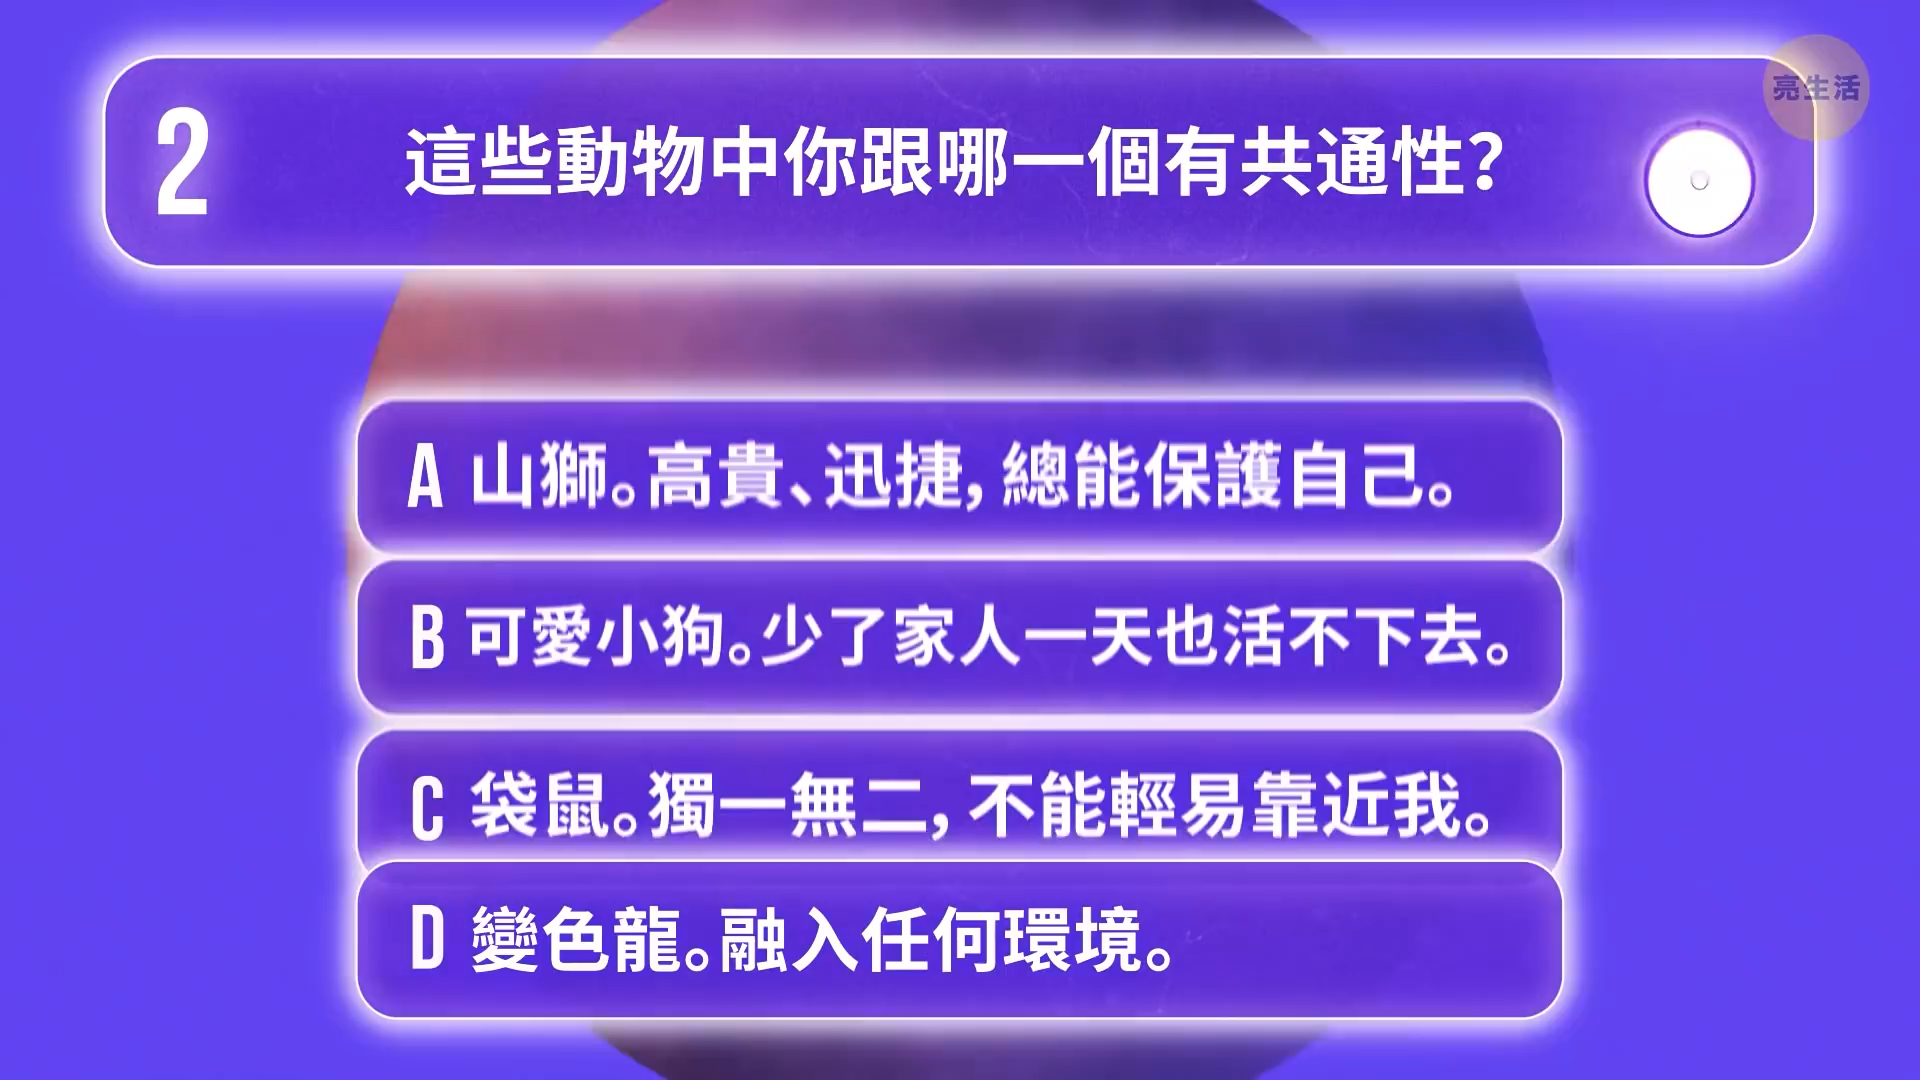 亮生活
2 這些動物中你跟哪一個有共通性？
A 山獅。高貴、迅捷，總能保護自己。
B 可愛小狗。少了家人一天也活不下去。
C 袋鼠。獨一無二，不能輕易靠近我。
D 變色龍。融入任何環境。